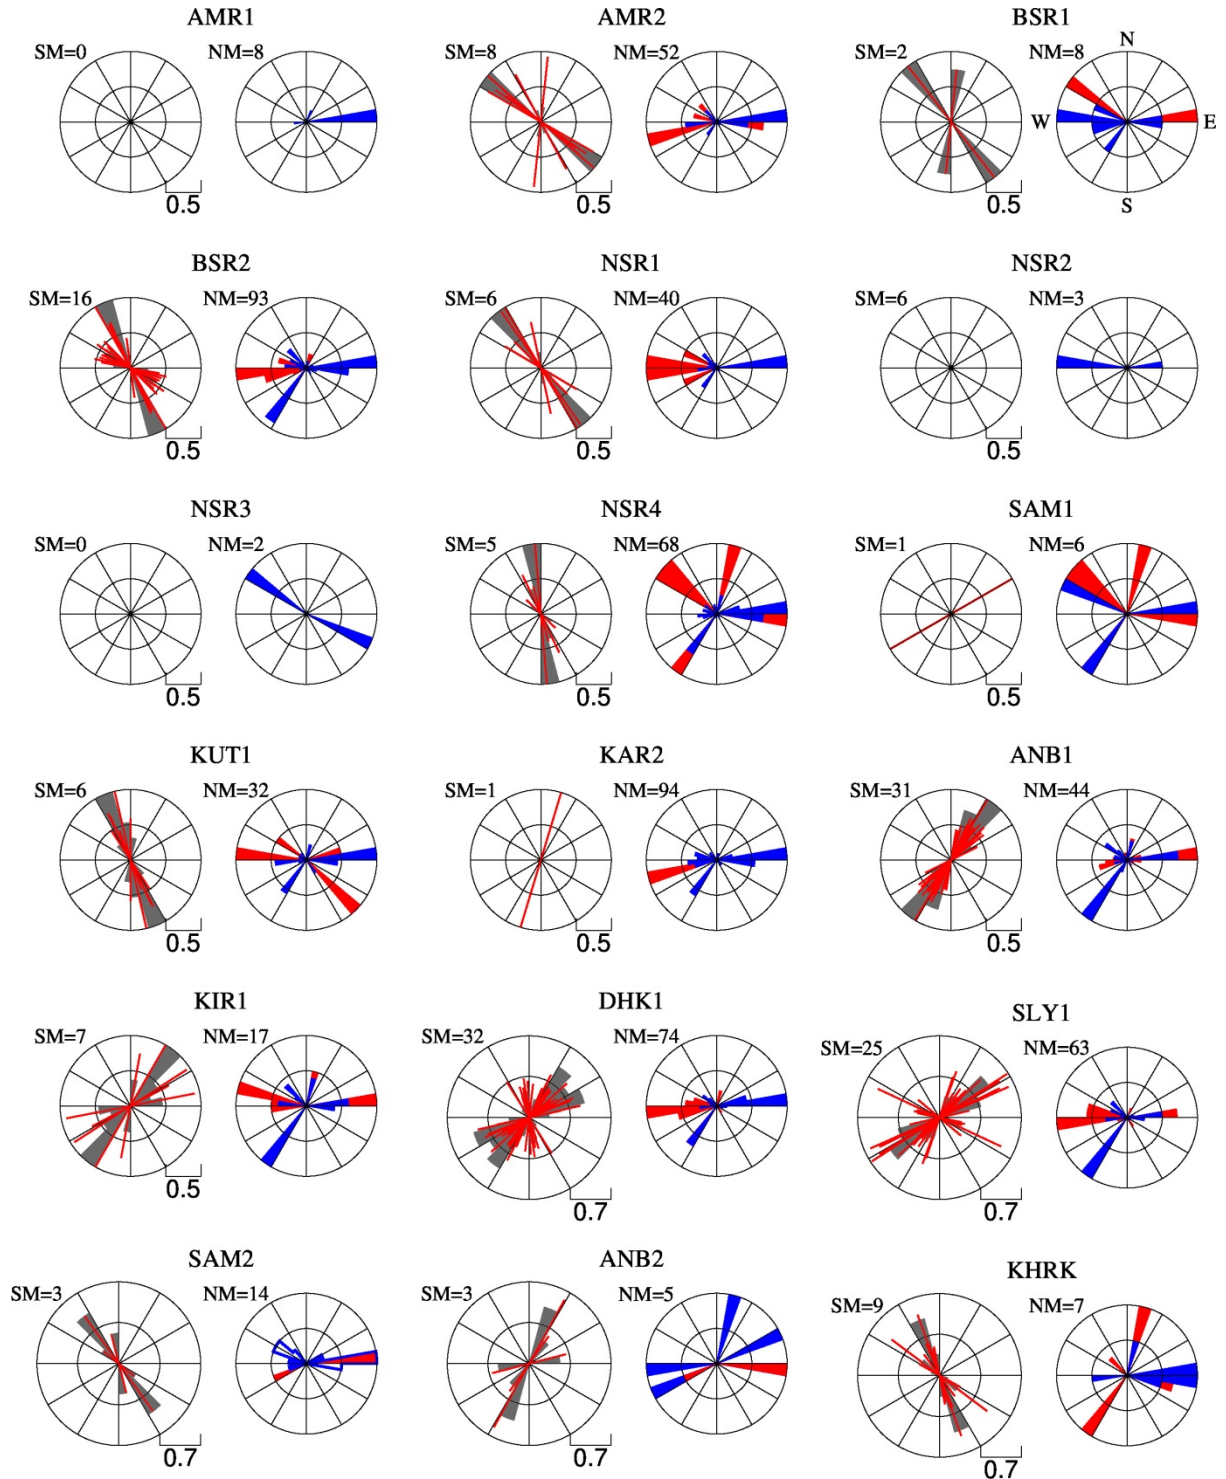 AMR1 AMR2 BSR1
SM=0 NM=8 SM=8 NM=52 SM=2 NM=8 N
W E
S
0.5 0.5 0.5
BSR2 NSR1 NSR2
SM=16 NM=93 SM=6 NM=40 SM=6 NM=3
0.5 0.5 0.5
NSR3 NSR4 SAM1
SM=0 NM=2 SM=5 NM=68 SM=1 NM=6
0.5 0.5 0.5
KUT1 KAR2 ANB1
SM=6 NM=32 SM=1 NM=94 SM=31 NM=44
0.5 0.5 0.5
KIR1 DHK1 SLY1
SM=7 NM=17 SM=32 NM=74 SM=25 NM=63
0.5 0.7 0.7
SAM2 ANB2 KHRK
SM=3 NM=14 SM=3 NM=5 SM=9 NM=7
0.7 0.7 0.7